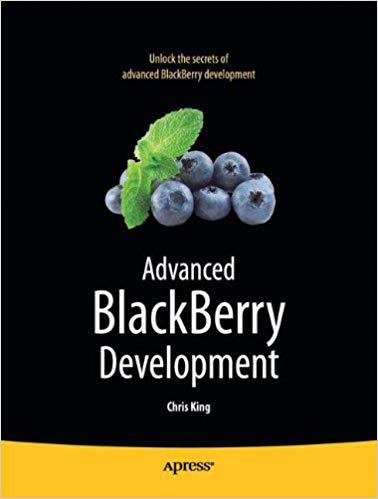 Unlock the secrets of
advanced BlackBerry development
Advanced
BlackBerry
Development
Chris King
Apress®